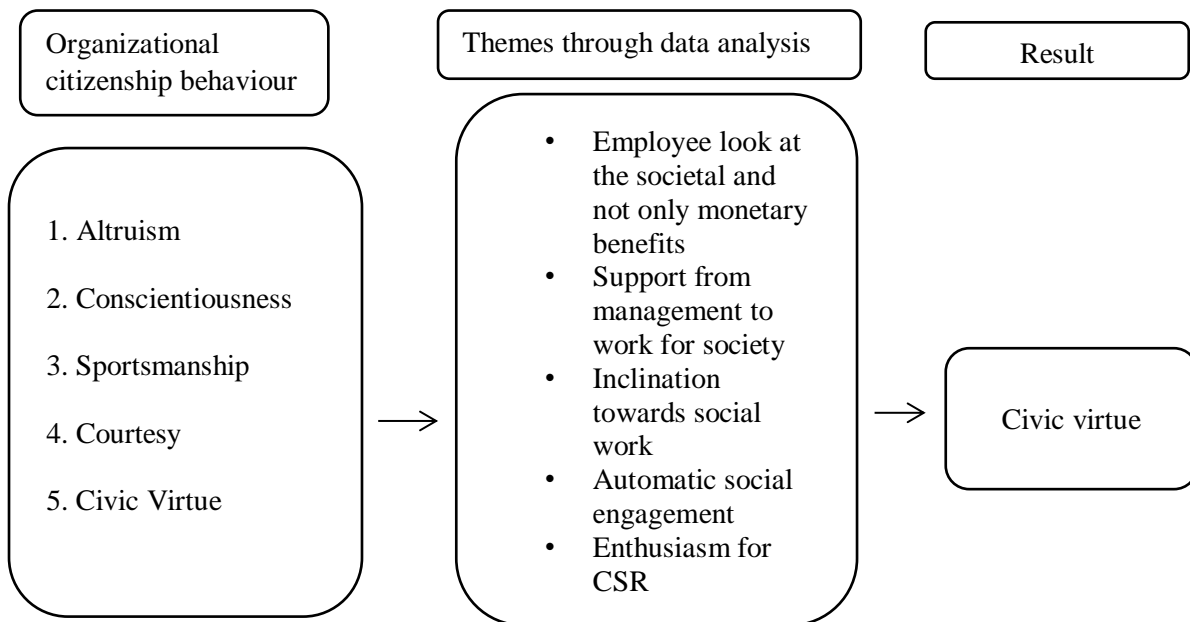 Organizational
citizenship behaviour
Themes through data analysis
Result
1. Altruism
2. Conscientiousness
3. Sportsmanship
4. Courtesy
5. Civic Virtue
• Employee look at
the societal and
not only monetary
benefits
• Support from
management to
work for society
• Inclination
towards social
work
• Automatic social
engagement
• Enthusiasm for
CSR
Civic virtue